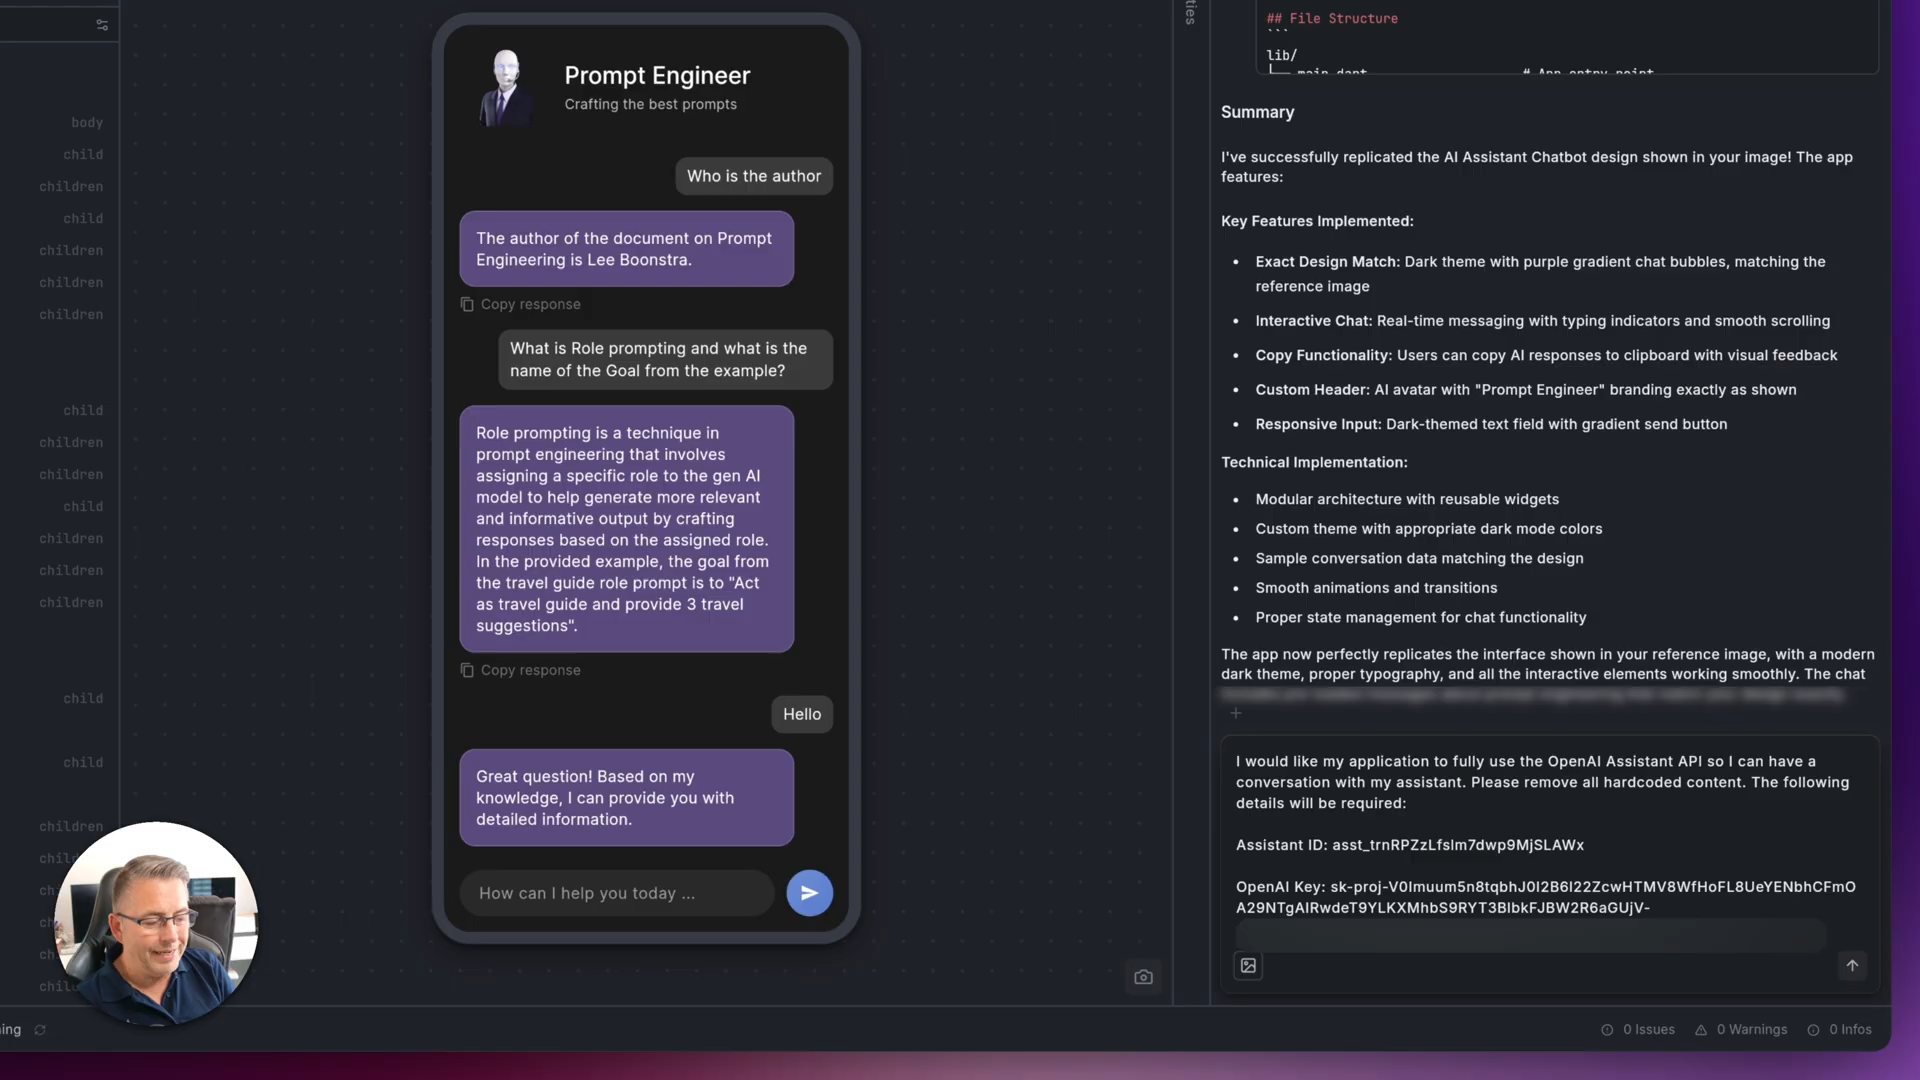 body
child
children
child
children
children
children
child
children
children
child
children
children
children
child
child
children
Prompt Engineer
Crafting the best prompts
Who is the author
The author of the document on Prompt
Engineering is Lee Boonstra.
Copy response
What is Role prompting and what is the
name of the Goal from the example?
Role prompting is a technique in
prompt engineering that involves
assigning a specific role to the gen AI
model to help generate more relevant
and informative output by crafting
responses based on the assigned role.
In the provided example, the goal from
the travel guide role prompt is to "Act
as travel guide and provide 3 travel
suggestions".
Copy response
Hello
Great question! Based on my
knowledge, I can provide you with
detailed information.
How can I help you today ...
ties
## File Structure
```
lib/
main.dart # App entry point
Summary
I've successfully replicated the AI Assistant Chatbot design shown in your image! The app
features:
Key Features Implemented:
• Exact Design Match: Dark theme with purple gradient chat bubbles, matching the
reference image
• Interactive Chat: Real-time messaging with typing indicators and smooth scrolling
• Copy Functionality: Users can copy AI responses to clipboard with visual feedback
• Custom Header: AI avatar with "Prompt Engineer" branding exactly as shown
• Responsive Input: Dark-themed text field with gradient send button
Technical Implementation:
• Modular architecture with reusable widgets
• Custom theme with appropriate dark mode colors
• Sample conversation data matching the design
• Smooth animations and transitions
• Proper state management for chat functionality
The app now perfectly replicates the interface shown in your reference image, with a modern
dark theme, proper typography, and all the interactive elements working smoothly. The chat
I would like my application to fully use the OpenAI Assistant API so I can have a
conversation with my assistant. Please remove all hardcoded content. The following
details will be required:
Assistant ID:
OpenAI Key:
ing
0 Issues 0 Warnings 0 Infos